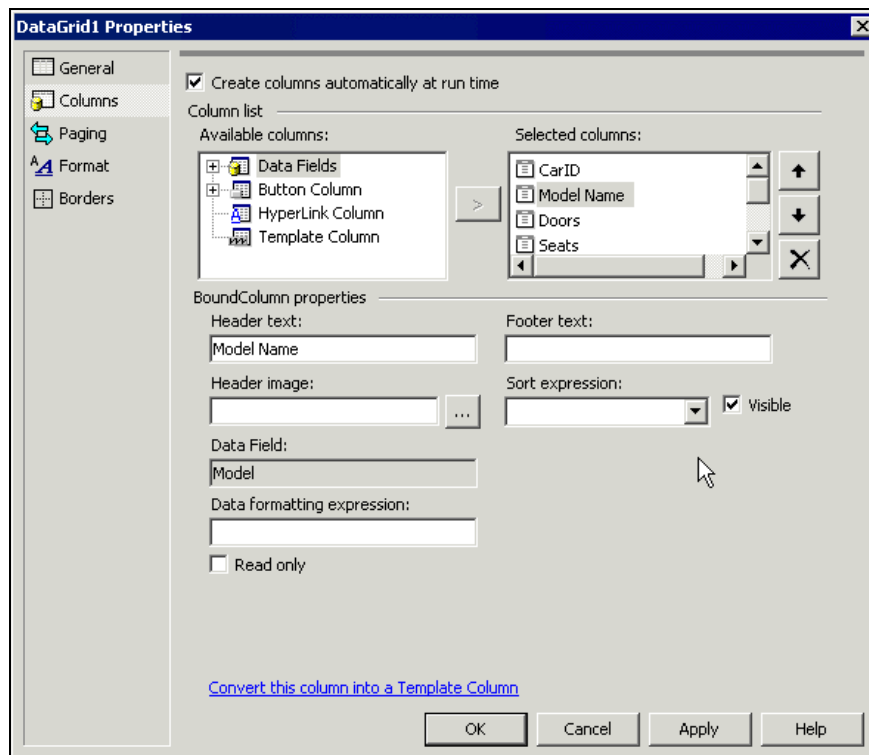 DataGrid1 Properties
General
Columns
Paging
Format
Borders
Create columns automatically at run time
Column list
Available columns:
Data Fields
Button Column
HyperLink Column
Template Column
>
Selected columns:
CarID
Model Name
Doors
Seats
BoundColumn properties
Header text:
Model Name
Footer text:
Header image:
...
Sort expression:
Visible
Data Field:
Model
Data formatting expression:
Read only
Convert this column into a Template Column
OK Cancel Apply Help